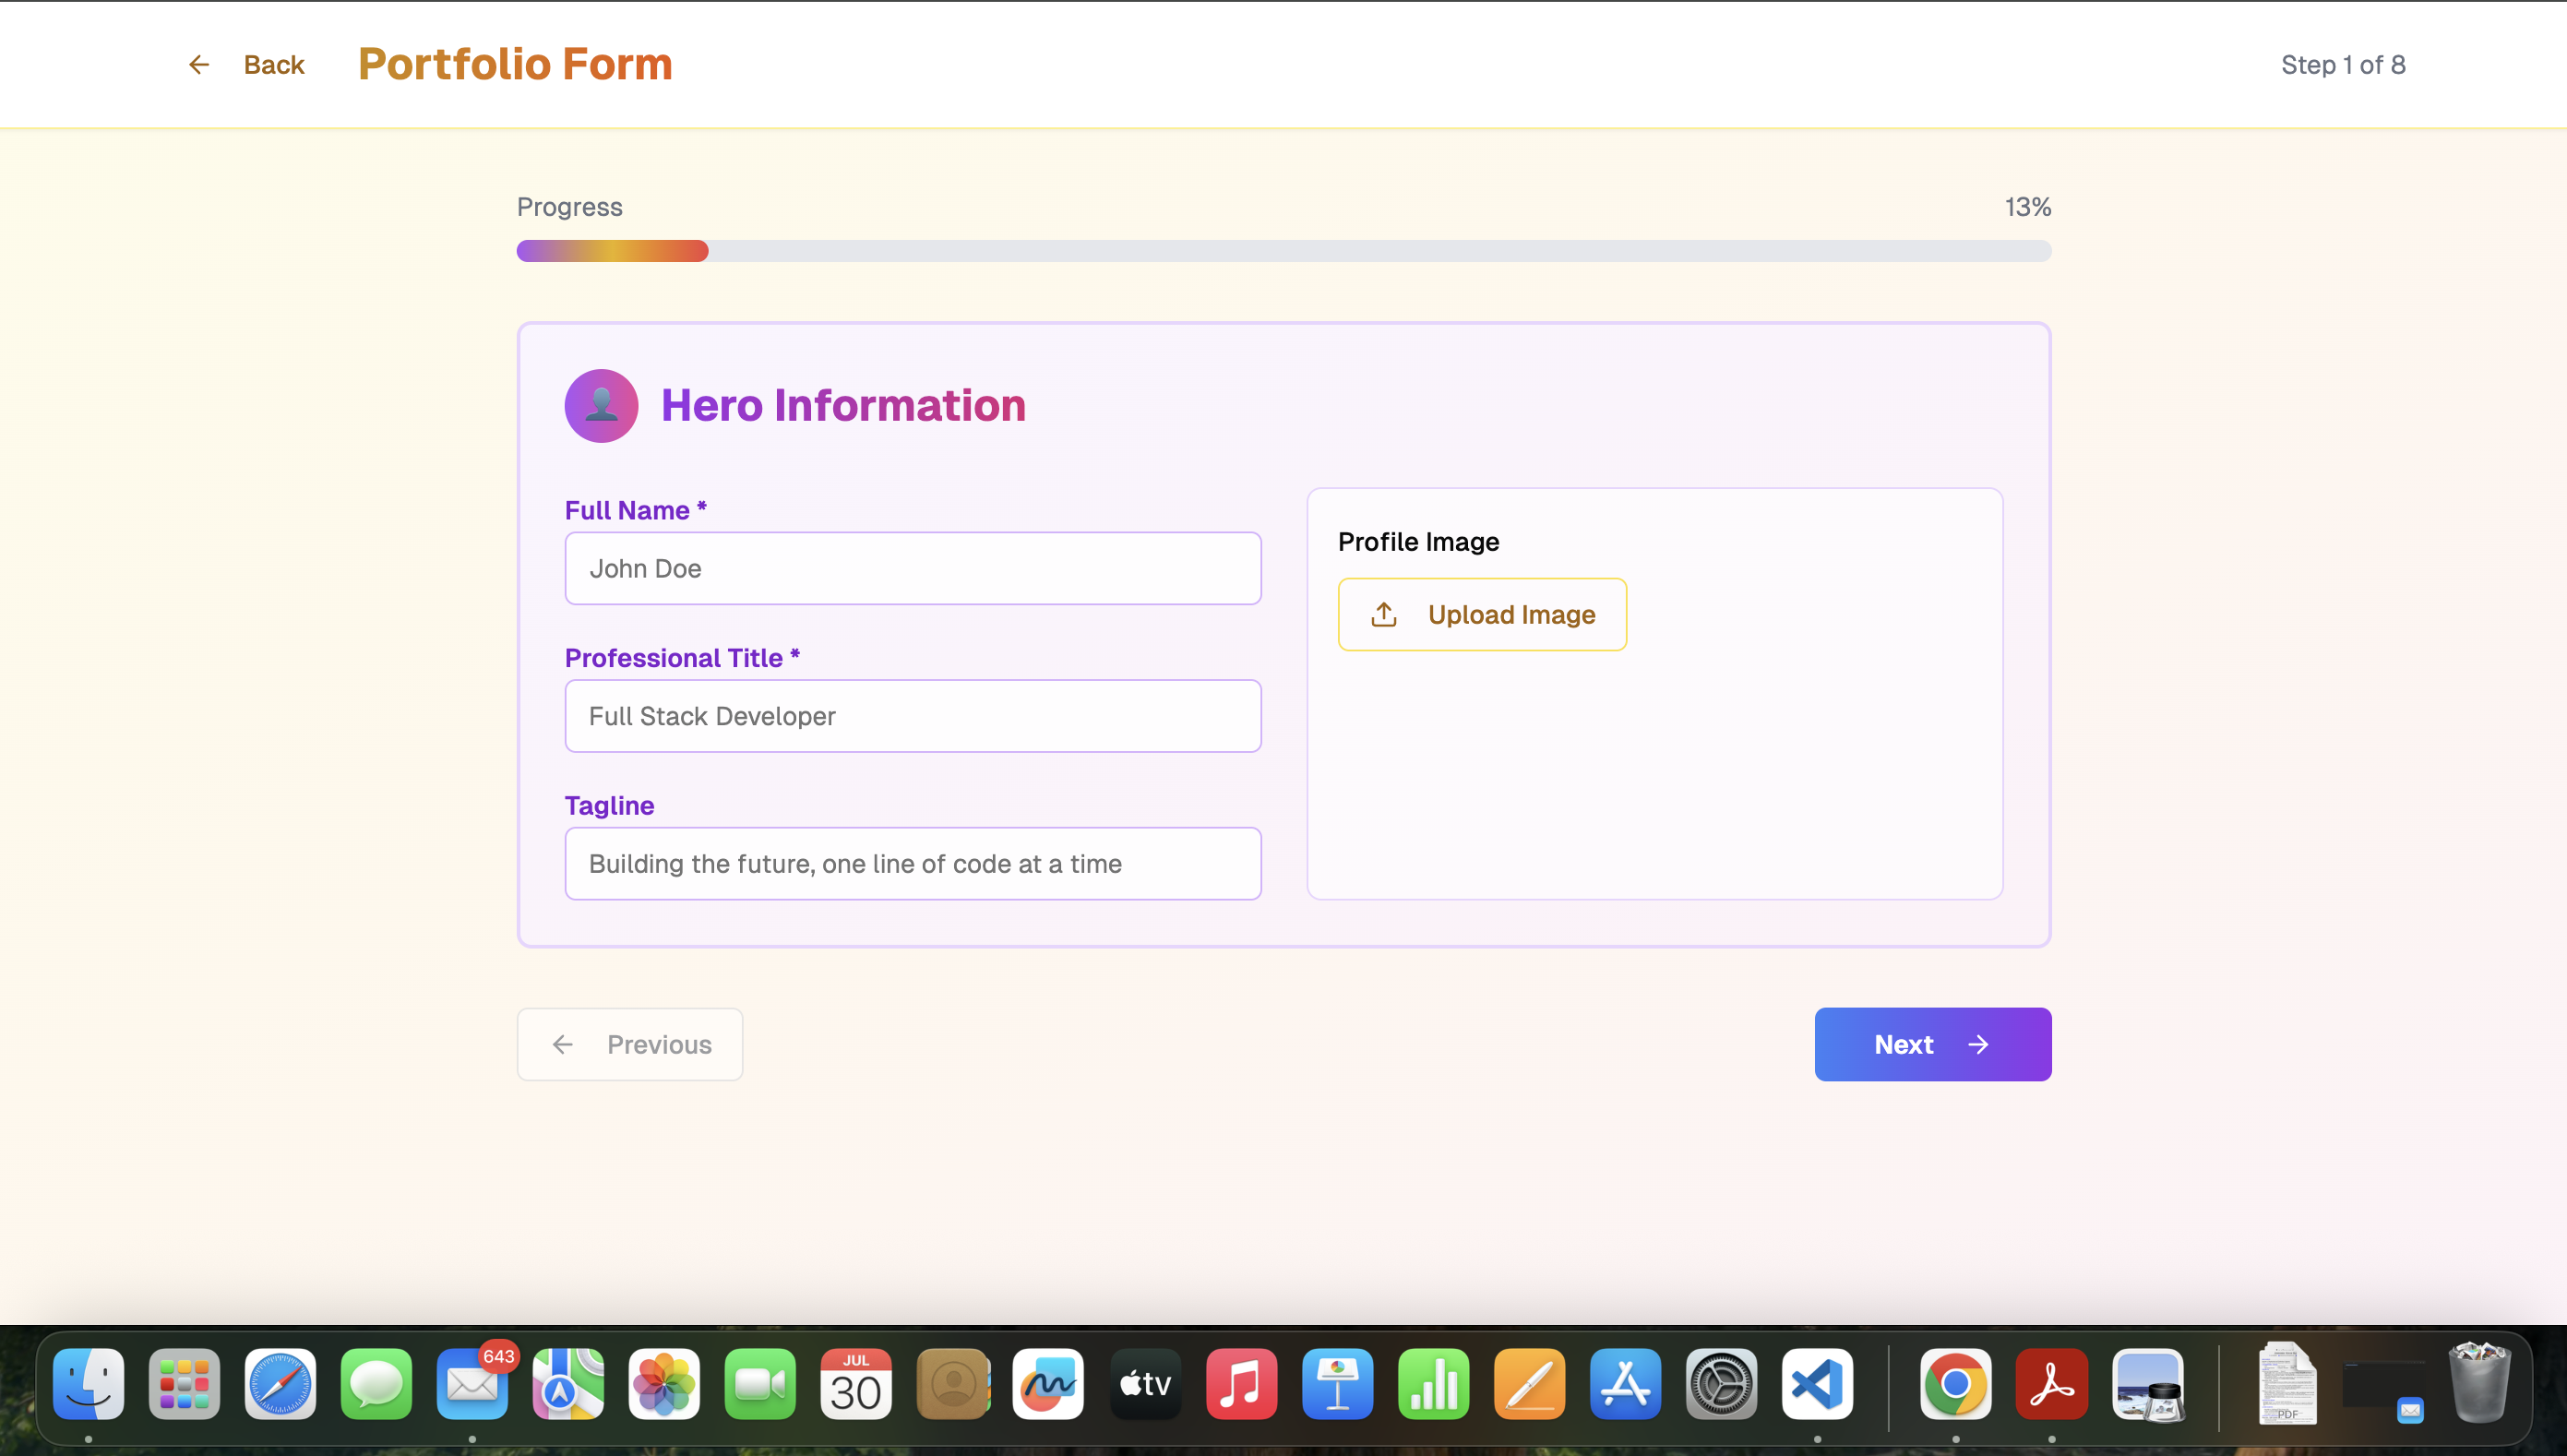 Back
Portfolio Form
Step 1 of 8
Progress
13%
Hero Information
Full Name *
John Doe
Profile Image
Upload Image
Professional Title *
Full Stack Developer
Tagline
Building the future, one line of code at a time
Previous
Next
643
JUL
30
tv
PDF